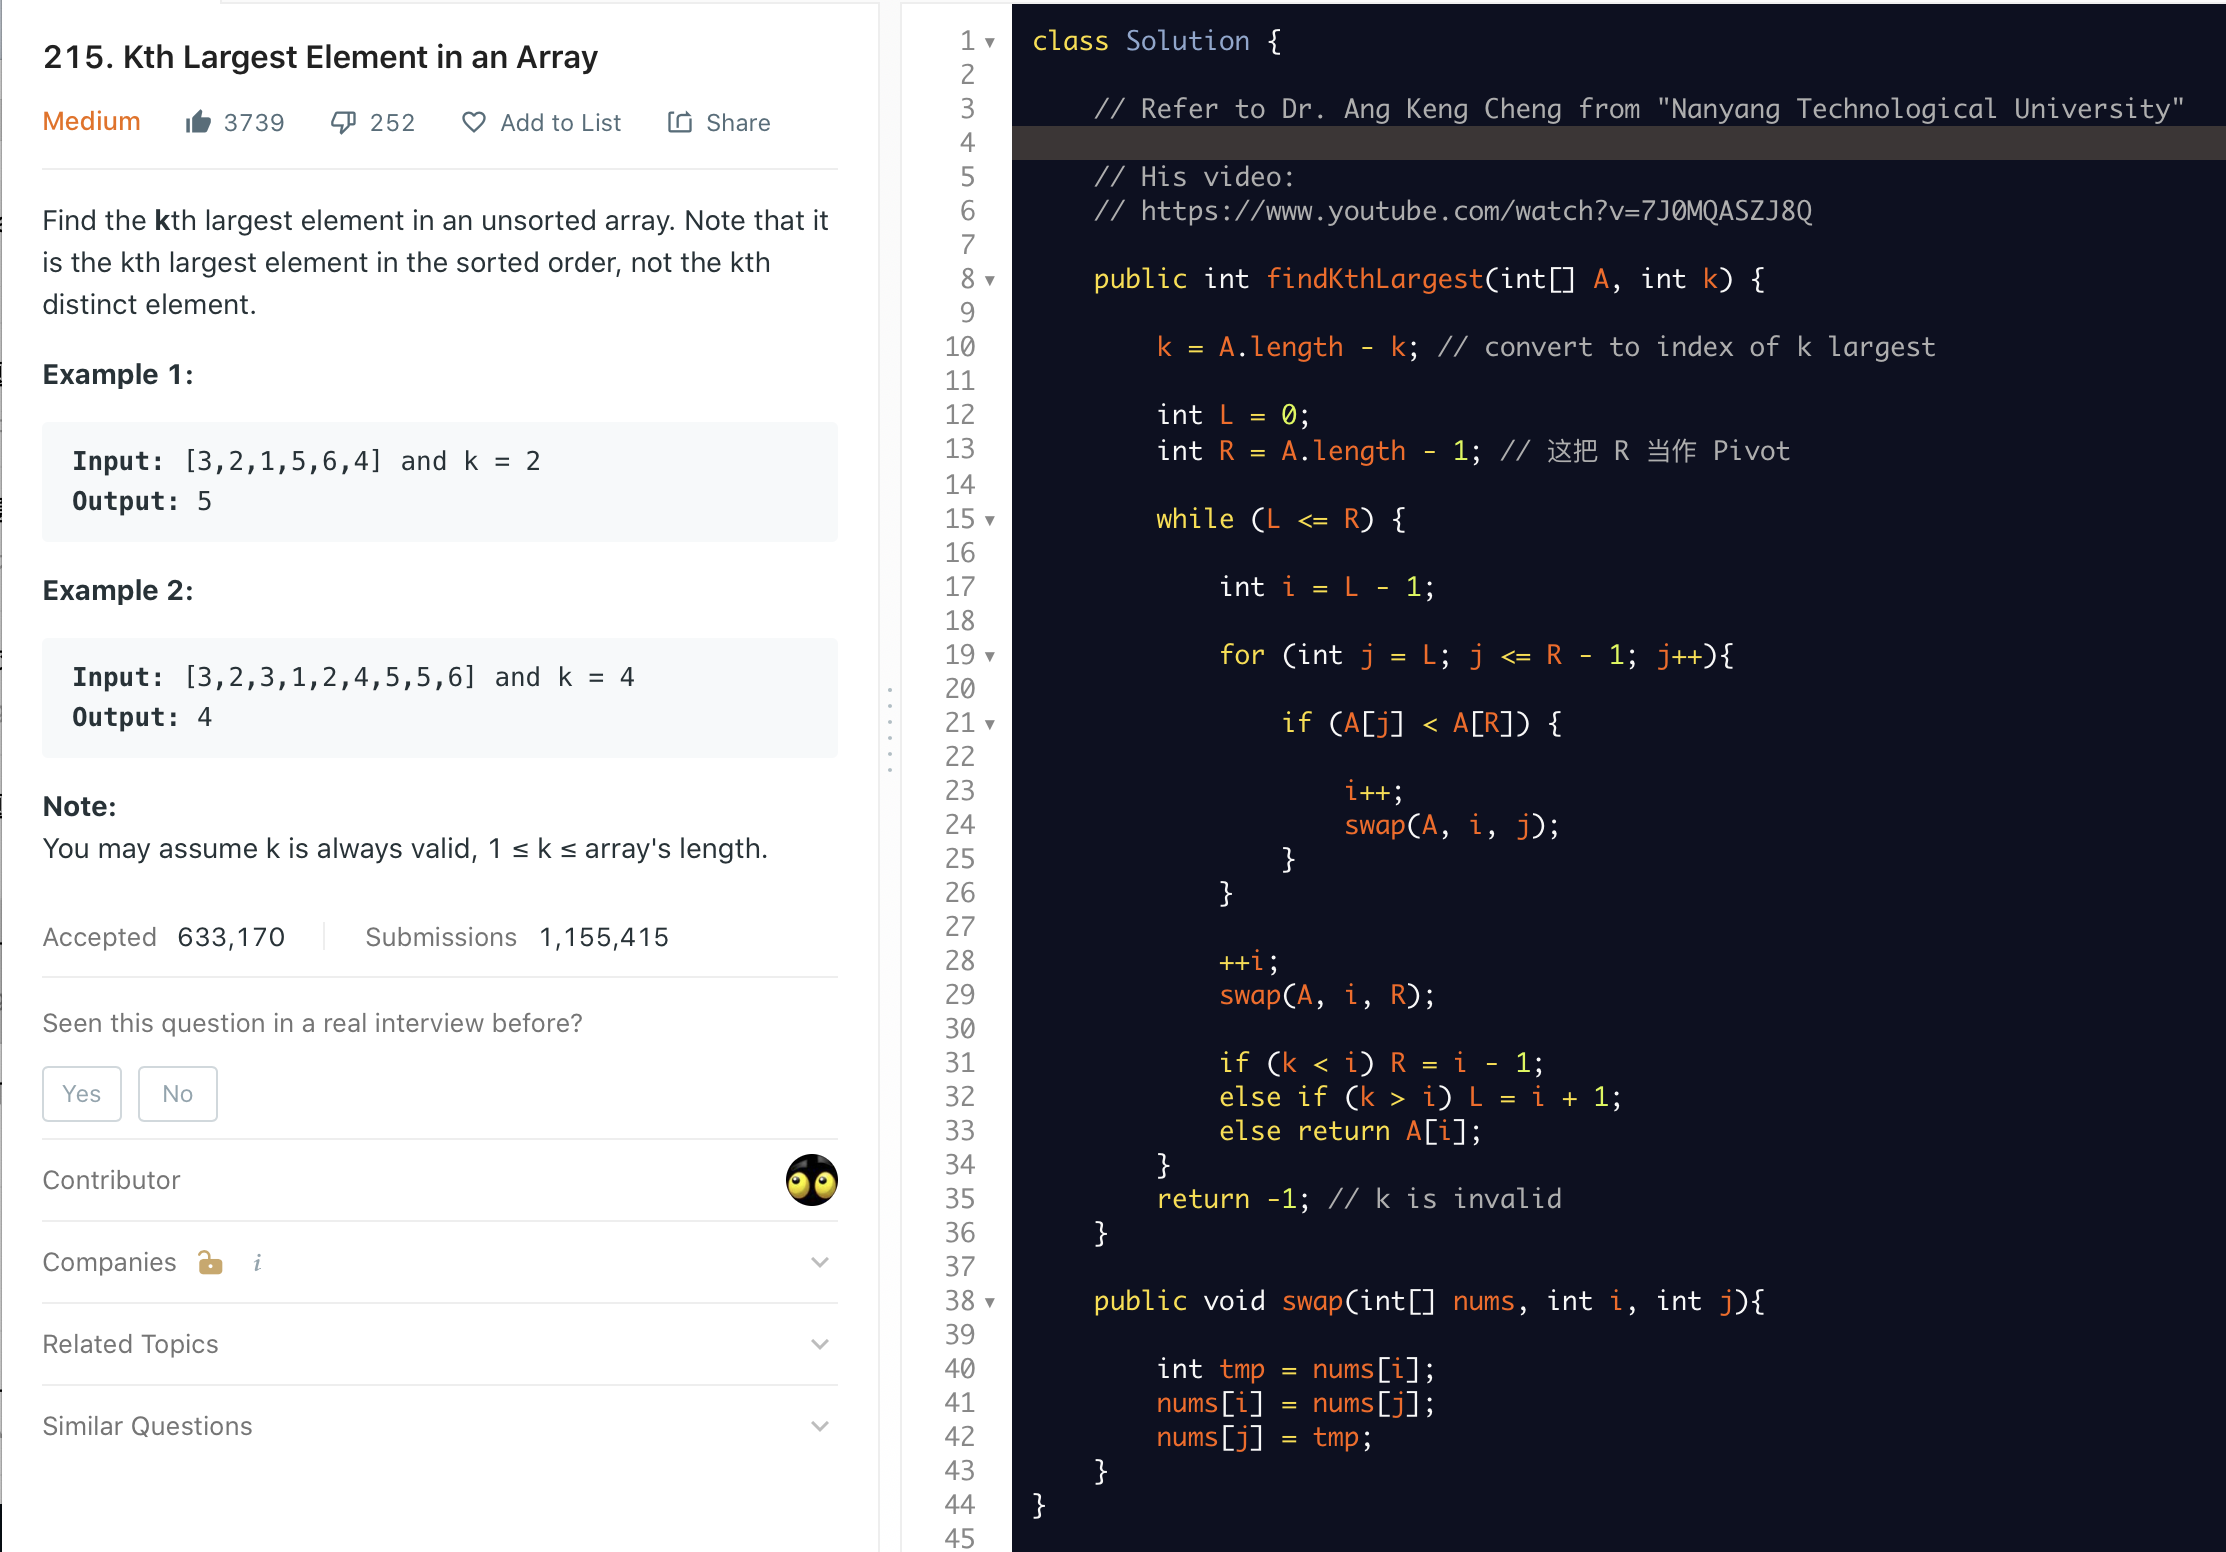 215. Kth Largest Element in an Array
Medium 3739 252 Add to List Share
Find the kth largest element in an unsorted array. Note that it
is the kth largest element in the sorted order, not the kth
distinct element.
Example 1:
Input: [3,2,1,5,6,4] and k = 2
Output: 5
Example 2:
Input: [3,2,3,1,2,4,5,5,6] and k = 4
Output: 4
Note:
You may assume k is always valid, 1 ≤ k ≤ array's length.
Accepted 633,170 Submissions 1,155,415
Seen this question in a real interview before?
Yes No
Contributor
Companies i
Related Topics
Similar Questions
1 class Solution {
2
3     // Refer to Dr. Ang Keng Cheng from "Nanyang Technological University"
4
5     // His video:
6     // https://www.youtube.com/watch?v=7J0MQASZJ8Q
7
8     public int findKthLargest(int[] A, int k) {
9
10         k = A.length - k; // convert to index of k largest
11
12         int L = 0;
13         int R = A.length - 1; // 这把 R 当作 Pivot
14
15         while (L <= R) {
16
17             int i = L - 1;
18
19             for (int j = L; j <= R - 1; j++){
20
21                 if (A[j] < A[R]) {
22
23                     i++;
24                     swap(A, i, j);
25                 }
26             }
27
28             ++i;
29             swap(A, i, R);
30
31             if (k < i) R = i - 1;
32             else if (k > i) L = i + 1;
33             else return A[i];
34         }
35         return -1; // k is invalid
36     }
37
38     public void swap(int[] nums, int i, int j){
39
40         int tmp = nums[i];
41         nums[i] = nums[j];
42         nums[j] = tmp;
43     }
44 }
45